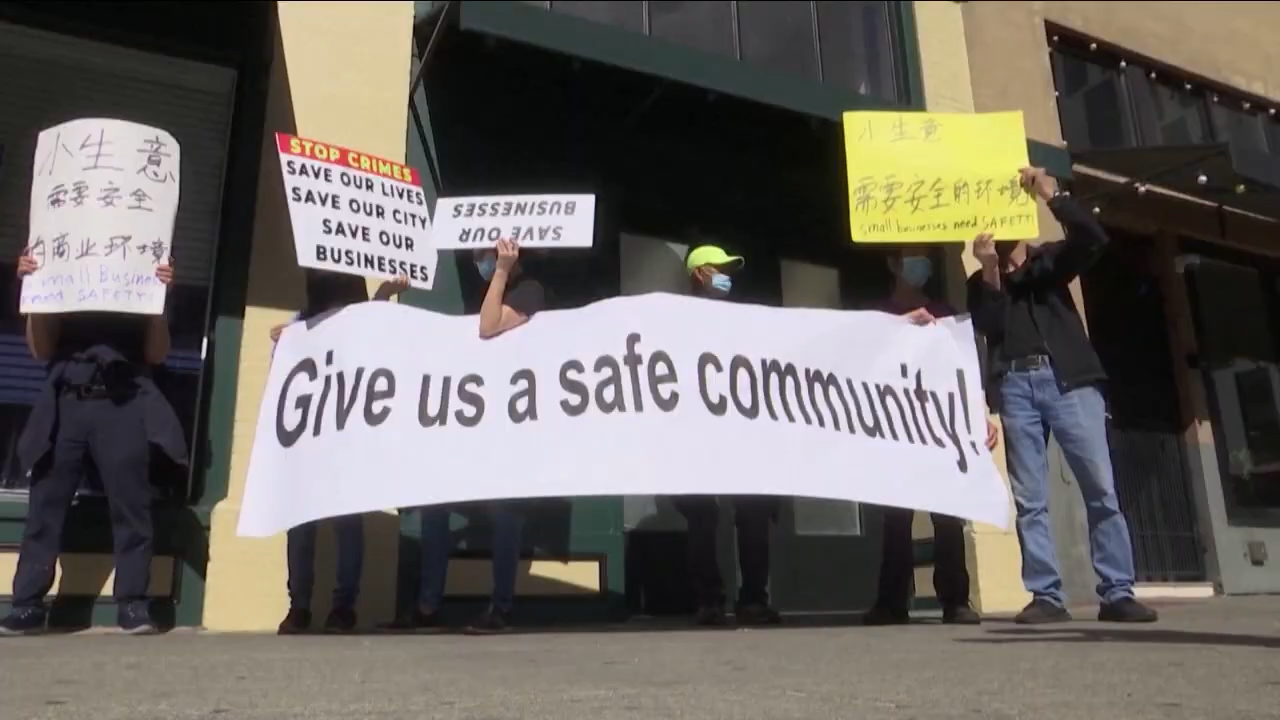 小生意
需要安全
的商业环境
Small Business
need SAFETY!
STOP CRIMES
SAVE OUR LIVES
SAVE OUR CITY
SAVE OUR
BUSINESSES
SAVE OUR
BUSINESSES
小生意
需要安全的环境
small businesses need SAFETY!
Give us a safe community!